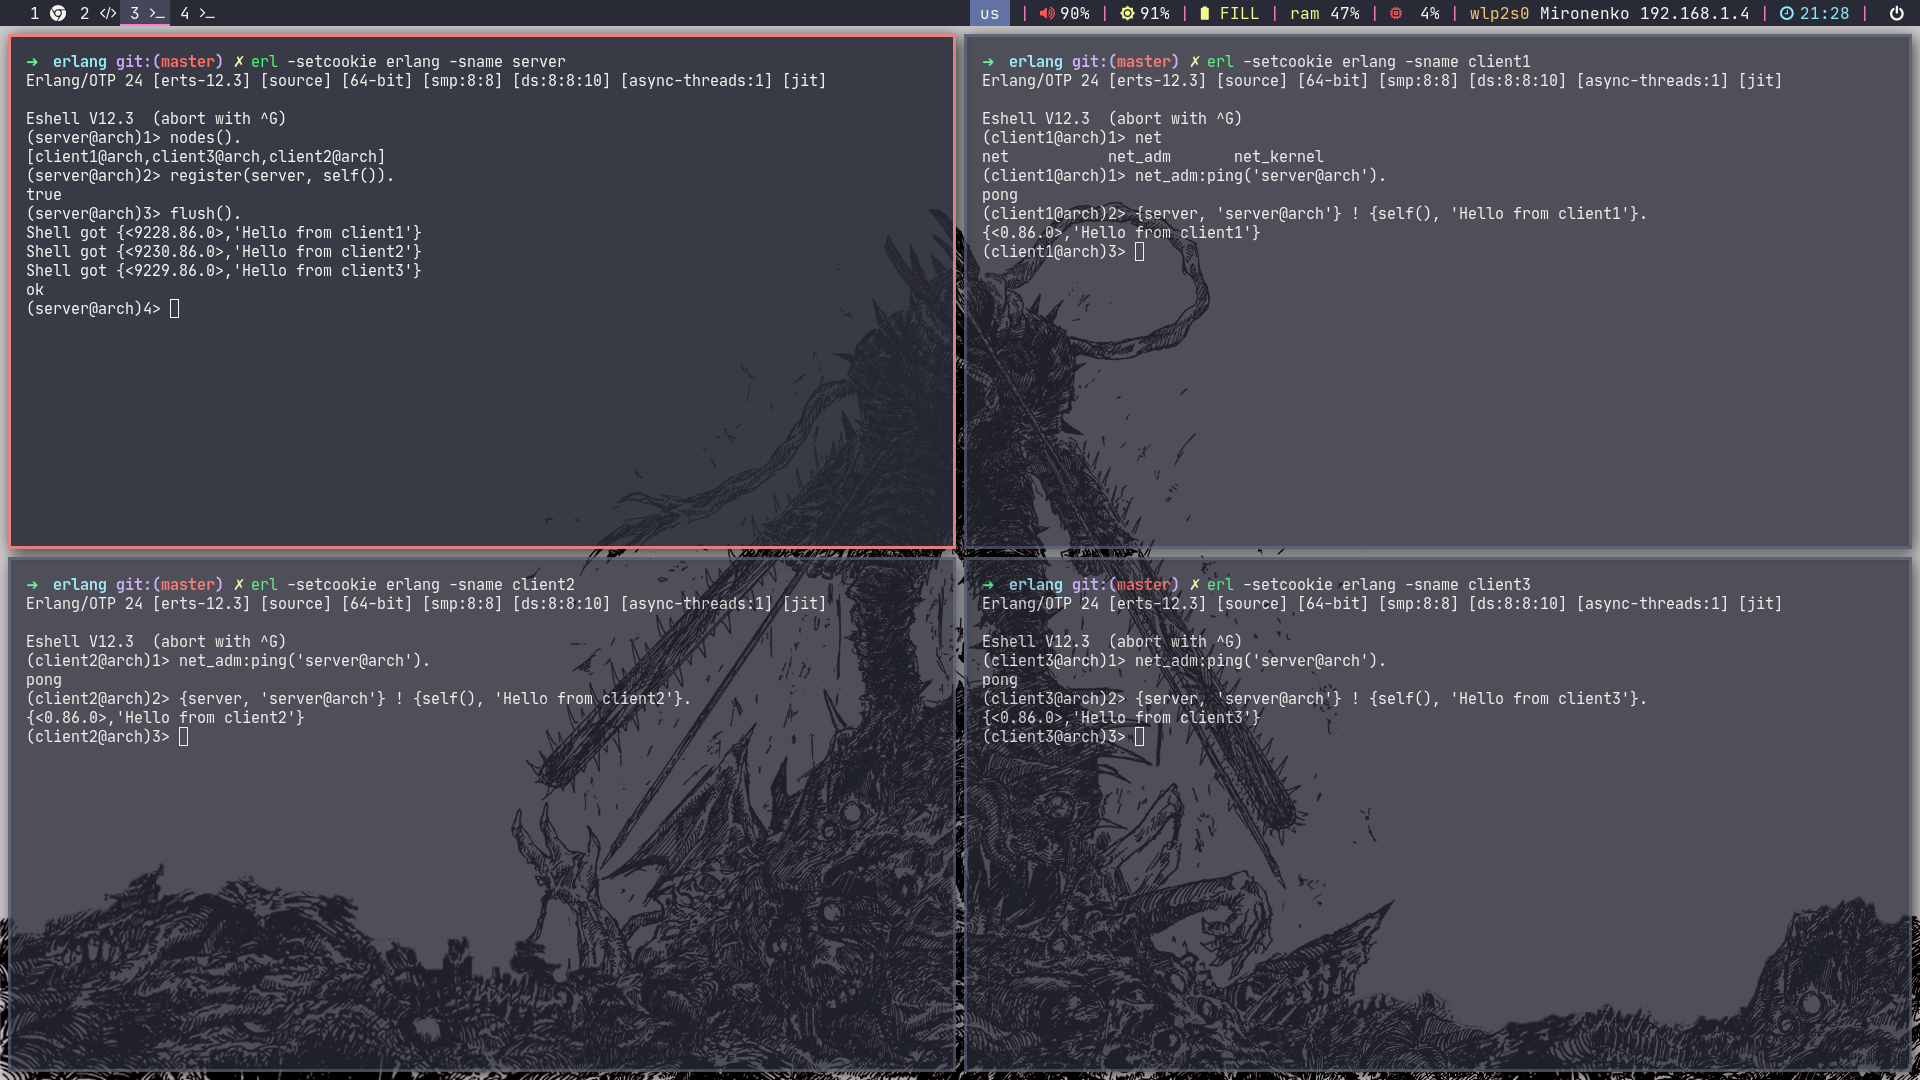 1 2 </> 3 >_ 4 >_ us | 90% | 91% | FILL | ram 47% | 4% | wlp2s0 Mironenko 192.168.1.4 | 21:28 |
➜ erlang git:(master) ✗ erl -setcookie erlang -sname server
Erlang/OTP 24 [erts-12.3] [source] [64-bit] [smp:8:8] [ds:8:8:10] [async-threads:1] [jit]
Eshell V12.3 (abort with ^G)
(server@arch)1> nodes().
[client1@arch,client3@arch,client2@arch]
(server@arch)2> register(server, self()).
true
(server@arch)3> flush().
Shell got {<9228.86.0>,'Hello from client1'}
Shell got {<9230.86.0>,'Hello from client2'}
Shell got {<9229.86.0>,'Hello from client3'}
ok
(server@arch)4>
➜ erlang git:(master) ✗ erl -setcookie erlang -sname client1
Erlang/OTP 24 [erts-12.3] [source] [64-bit] [smp:8:8] [ds:8:8:10] [async-threads:1] [jit]
Eshell V12.3 (abort with ^G)
(client1@arch)1> net
net net_adm net_kernel
(client1@arch)1> net_adm:ping('server@arch').
pong
(client1@arch)2> {server, 'server@arch'} ! {self(), 'Hello from client1'}.
{<0.86.0>,'Hello from client1'}
(client1@arch)3>
➜ erlang git:(master) ✗ erl -setcookie erlang -sname client2
Erlang/OTP 24 [erts-12.3] [source] [64-bit] [smp:8:8] [ds:8:8:10] [async-threads:1] [jit]
Eshell V12.3 (abort with ^G)
(client2@arch)1> net_adm:ping('server@arch').
pong
(client2@arch)2> {server, 'server@arch'} ! {self(), 'Hello from client2'}.
{<0.86.0>,'Hello from client2'}
(client2@arch)3>
➜ erlang git:(master) ✗ erl -setcookie erlang -sname client3
Erlang/OTP 24 [erts-12.3] [source] [64-bit] [smp:8:8] [ds:8:8:10] [async-threads:1] [jit]
Eshell V12.3 (abort with ^G)
(client3@arch)1> net_adm:ping('server@arch').
pong
(client3@arch)2> {server, 'server@arch'} ! {self(), 'Hello from client3'}.
{<0.86.0>,'Hello from client3'}
(client3@arch)3>